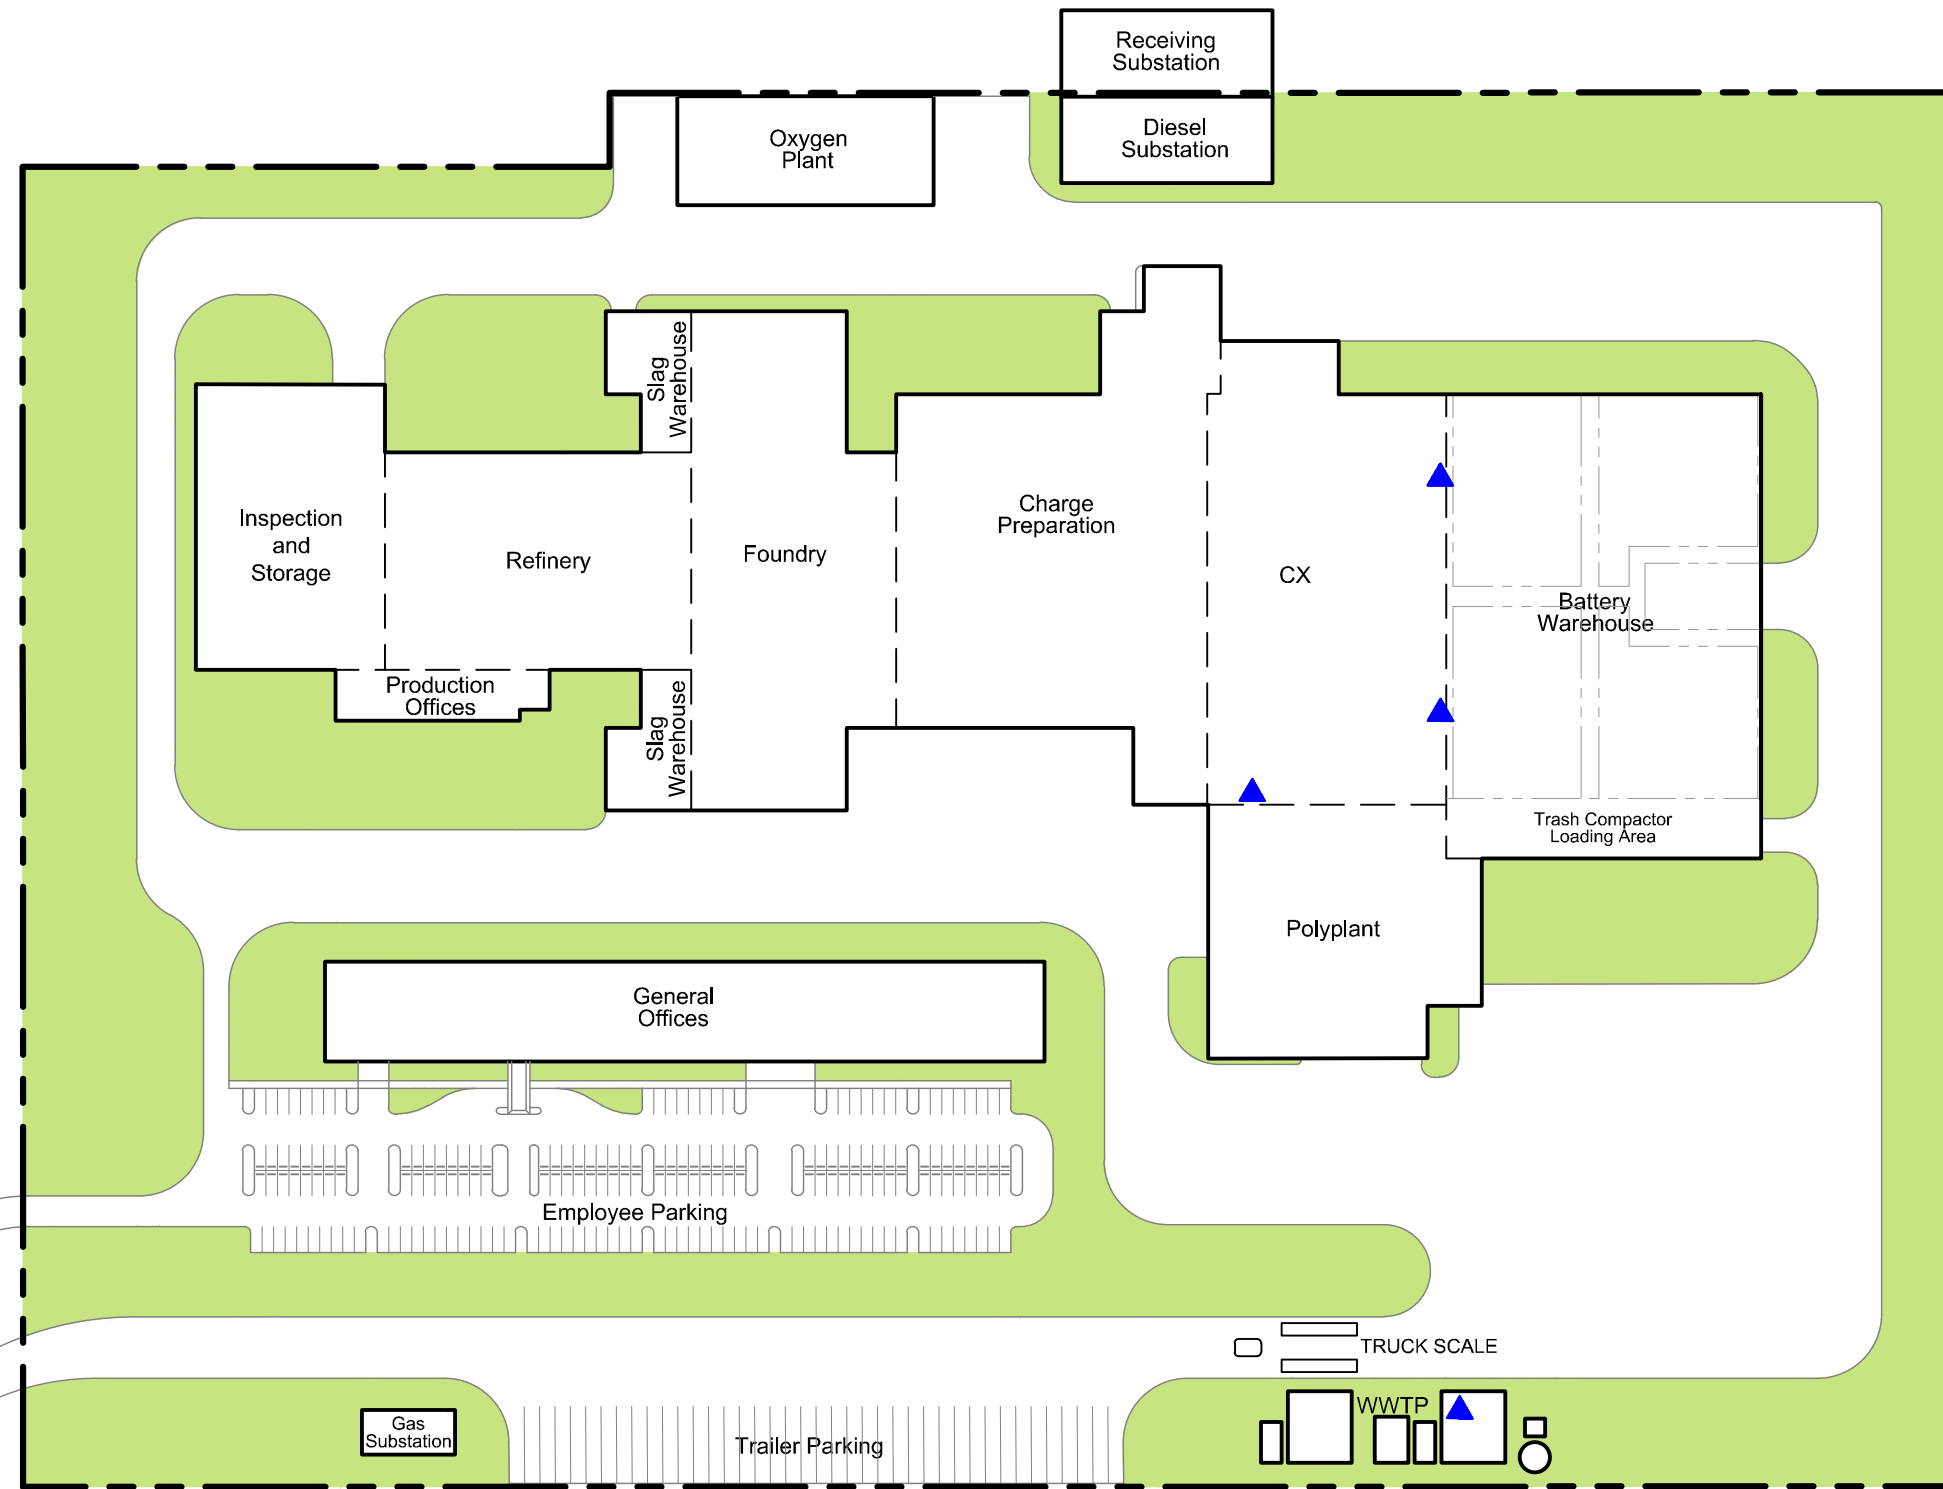 Receiving
Substation
Diesel
Substation
Oxygen
Plant
Slag
Warehouse
Inspection
and
Storage
Refinery
Foundry
Charge
Preparation
CX
Battery
Warehouse
Production
Offices
Slag
Warehouse
Trash Compactor
Loading Area
Polyplant
General
Offices
Employee Parking
TRUCK SCALE
WWTP
Gas
Substation
Trailer Parking